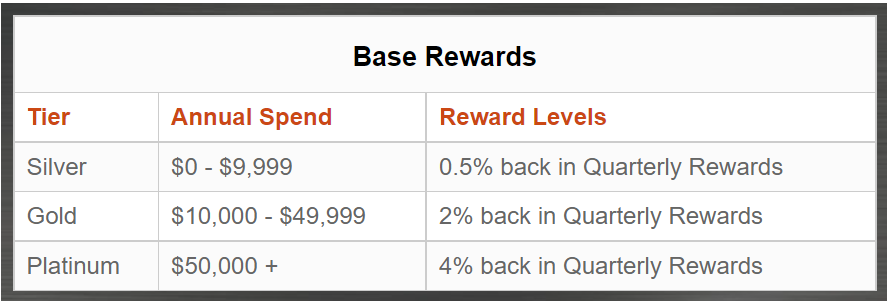 Base Rewards
Tier Annual Spend Reward Levels
Silver $0 - $9,999 0.5% back in Quarterly Rewards
Gold $10,000 - $49,999 2% back in Quarterly Rewards
Platinum $50,000 + 4% back in Quarterly Rewards